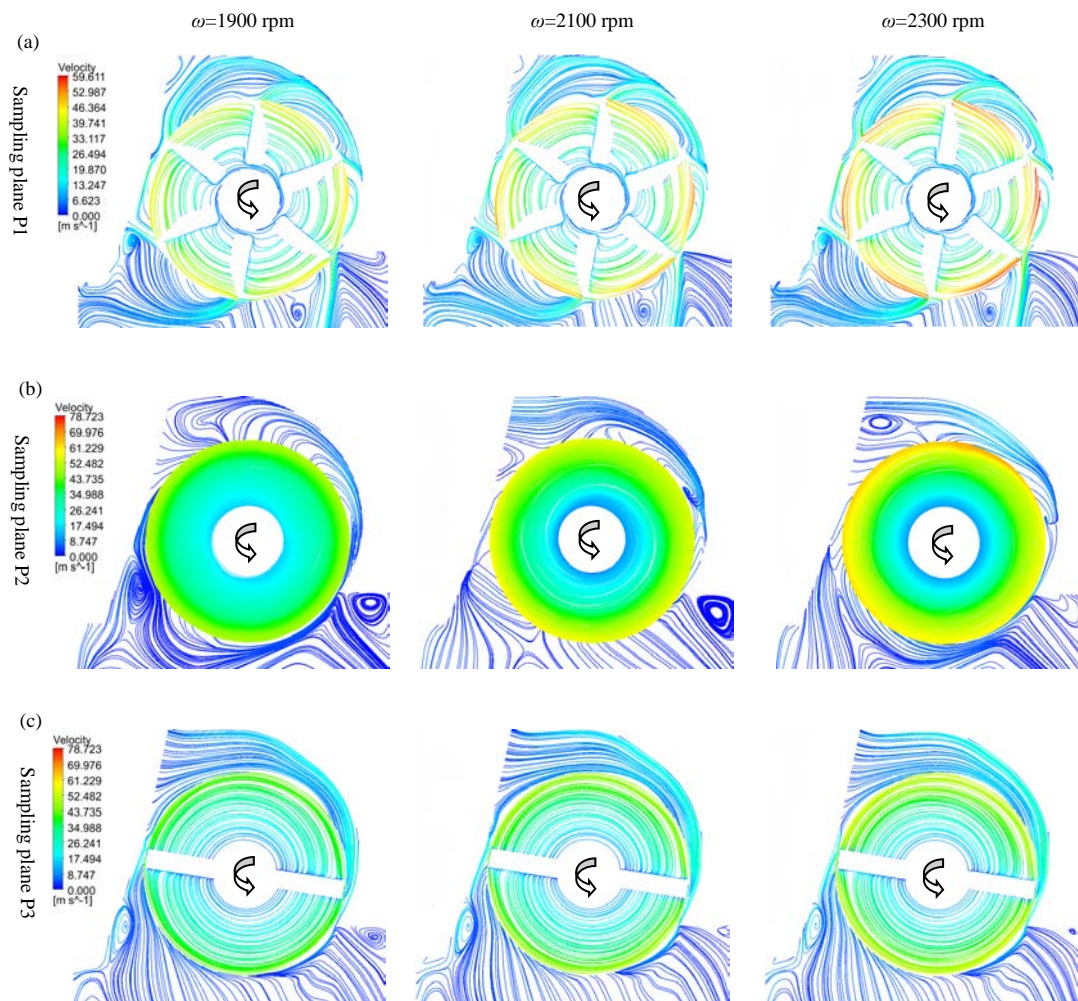 ω=1900 rpm
ω=2100 rpm
ω=2300 rpm
(a)
Sampling plane P1
Velocity
59.611
52.987
46.364
39.741
33.117
26.494
19.870
13.247
6.623
0.000
[m s^-1]
(b)
Sampling plane P2
Velocity
78.723
69.976
61.229
52.482
43.735
34.988
26.241
17.494
8.747
0.000
[m s^-1]
(c)
Sampling plane P3
Velocity
78.723
69.976
61.229
52.482
43.735
34.988
26.241
17.494
8.747
0.000
[m s^-1]